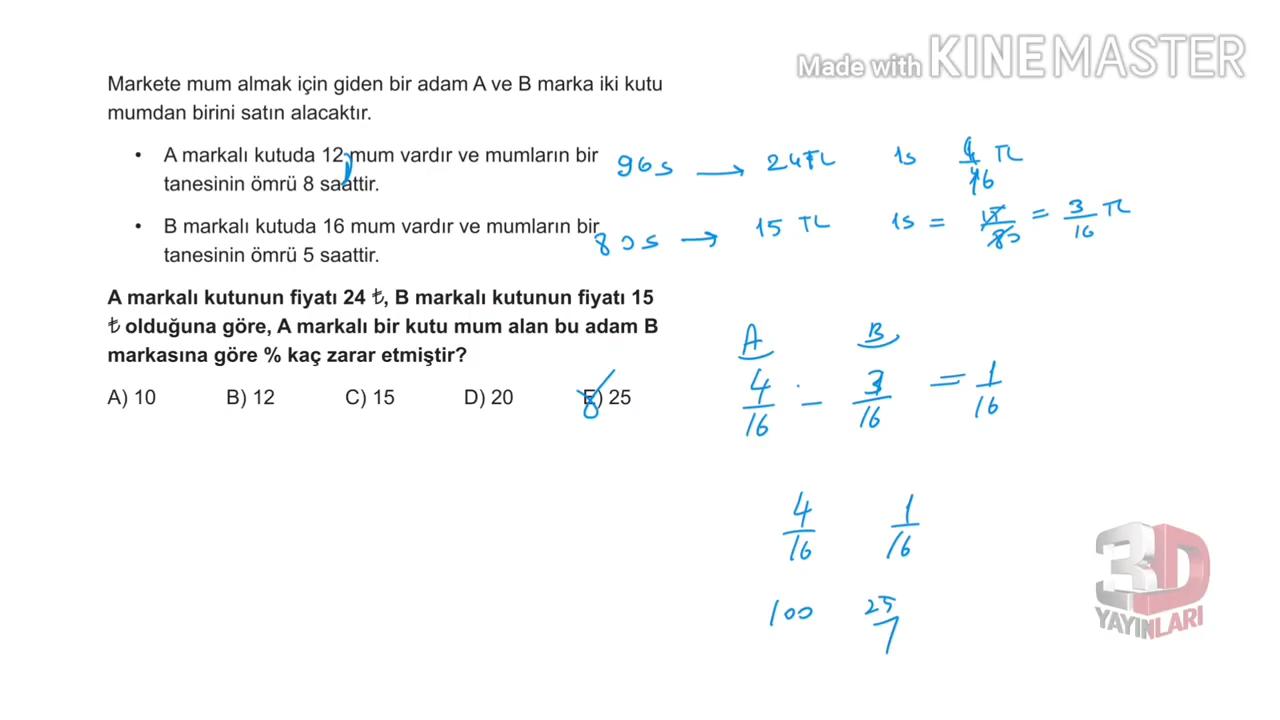 Made with KINEMASTER
Markete mum almak için giden bir adam A ve B marka iki kutu
mumdan birini satın alacaktır.
• A markalı kutuda 12 mum vardır ve mumların bir
tanesinin ömrü 8 saattir.
96s → 24TL 1s 4/16 TL
• B markalı kutuda 16 mum vardır ve mumların bir
tanesinin ömrü 5 saattir.
80s → 15 TL 1s = 15/80 = 3/16 TL
A markalı kutunun fiyatı 24 ₺, B markalı kutunun fiyatı 15
₺ olduğuna göre, A markalı bir kutu mum alan bu adam B
markasına göre % kaç zarar etmiştir?
A) 10 B) 12 C) 15 D) 20 E) 25
A B
4/16 - 3/16 = 1/16
4/16 1/16
100 25
3D
YAYINLARI